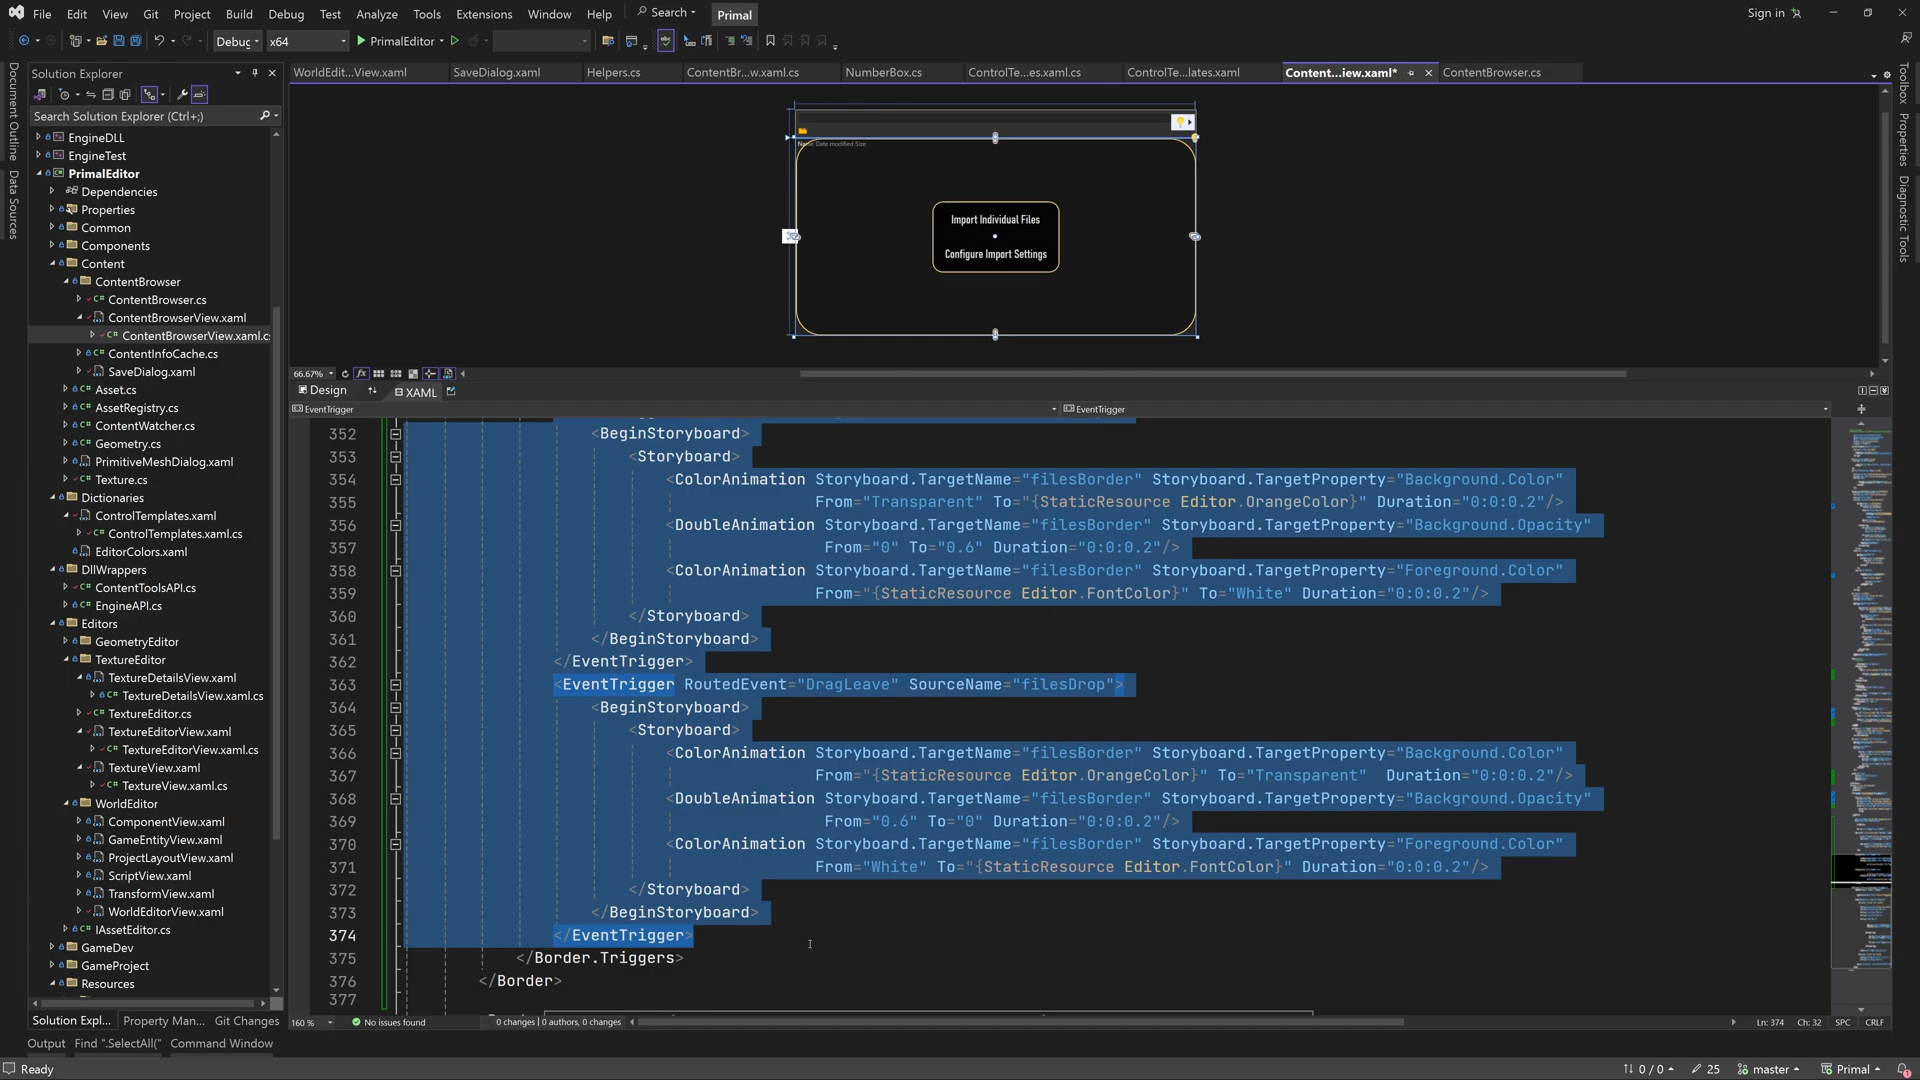 File Edit View Git Project Build Debug Test Analyze Tools Extensions Window Help Search Primal Sign in
Debug x64 PrimalEditor
Solution Explorer
WorldEdit...View.xaml SaveDialog.xaml Helpers.cs ContentBr...w.xaml.cs NumberBox.cs ControlTe...es.xaml.cs ControlTe...lates.xaml Content...iew.xaml* ContentBrowser.cs
Search Solution Explorer (Ctrl+;)
Document Outline
Data Sources
Toolbox
Properties
Diagnostic Tools
EngineDLL
EngineTest
PrimalEditor
Dependencies
Properties
Common
Components
Content
ContentBrowser
ContentBrowser.cs
ContentBrowserView.xaml
ContentBrowserView.xaml.cs
ContentInfoCache.cs
SaveDialog.xaml
Asset.cs
AssetRegistry.cs
ContentWatcher.cs
Geometry.cs
PrimitiveMeshDialog.xaml
Texture.cs
Dictionaries
ControlTemplates.xaml
ControlTemplates.xaml.cs
EditorColors.xaml
DllWrappers
ContentToolsAPI.cs
EngineAPI.cs
Editors
GeometryEditor
TextureEditor
TextureDetailsView.xaml
TextureDetailsView.xaml.cs
TextureEditor.cs
TextureEditorView.xaml
TextureEditorView.xaml.cs
TextureView.xaml
TextureView.xaml.cs
WorldEditor
ComponentView.xaml
GameEntityView.xaml
ProjectLayoutView.xaml
ScriptView.xaml
TransformView.xaml
WorldEditorView.xaml
IAssetEditor.cs
GameDev
GameProject
Resources
Solution Expl... Property Man... Git Changes
Name Date modified Size
Import Individual Files
Configure Import Settings
66.67%
Design XAML
EventTrigger EventTrigger
352 <BeginStoryboard>
353 <Storyboard>
354 <ColorAnimation Storyboard.TargetName="filesBorder" Storyboard.TargetProperty="Background.Color"
355 From="Transparent" To="{StaticResource Editor.OrangeColor}" Duration="0:0:0.2"/>
356 <DoubleAnimation Storyboard.TargetName="filesBorder" Storyboard.TargetProperty="Background.Opacity"
357 From="0" To="0.6" Duration="0:0:0.2"/>
358 <ColorAnimation Storyboard.TargetName="filesBorder" Storyboard.TargetProperty="Foreground.Color"
359 From="{StaticResource Editor.FontColor}" To="White" Duration="0:0:0.2"/>
360 </Storyboard>
361 </BeginStoryboard>
362 </EventTrigger>
363 <EventTrigger RoutedEvent="DragLeave" SourceName="filesDrop">
364 <BeginStoryboard>
365 <Storyboard>
366 <ColorAnimation Storyboard.TargetName="filesBorder" Storyboard.TargetProperty="Background.Color"
367 From="{StaticResource Editor.OrangeColor}" To="Transparent" Duration="0:0:0.2"/>
368 <DoubleAnimation Storyboard.TargetName="filesBorder" Storyboard.TargetProperty="Background.Opacity"
369 From="0.6" To="0" Duration="0:0:0.2"/>
370 <ColorAnimation Storyboard.TargetName="filesBorder" Storyboard.TargetProperty="Foreground.Color"
371 From="White" To="{StaticResource Editor.FontColor}" Duration="0:0:0.2"/>
372 </Storyboard>
373 </BeginStoryboard>
374 </EventTrigger>
375 </Border.Triggers>
376 </Border>
377
160 % No issues found 0 changes | 0 authors, 0 changes Ln: 374 Ch: 32 SPC CRLF
Output Find ".SelectAll(" Command Window
Ready 0 / 0 25 master Primal